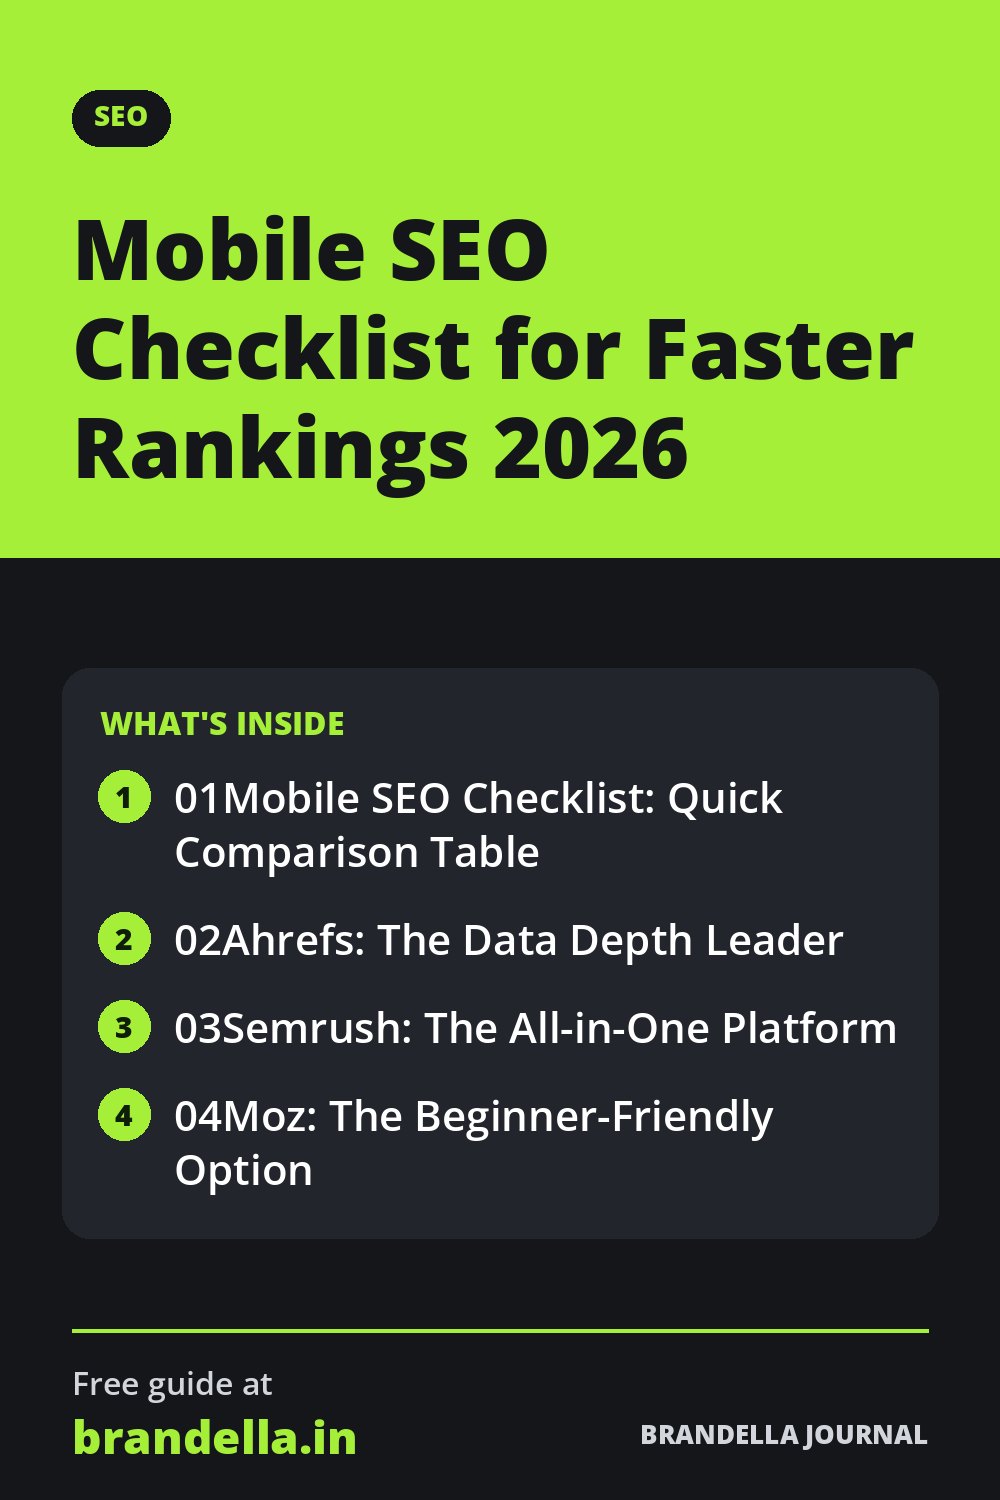 SEO
Mobile SEO
Checklist for Faster
Rankings 2026
WHAT'S INSIDE
1 01Mobile SEO Checklist: Quick
Comparison Table
2 02Ahrefs: The Data Depth Leader
3 03Semrush: The All-in-One Platform
4 04Moz: The Beginner-Friendly
Option
Free guide at
brandella.in
BRANDELLA JOURNAL